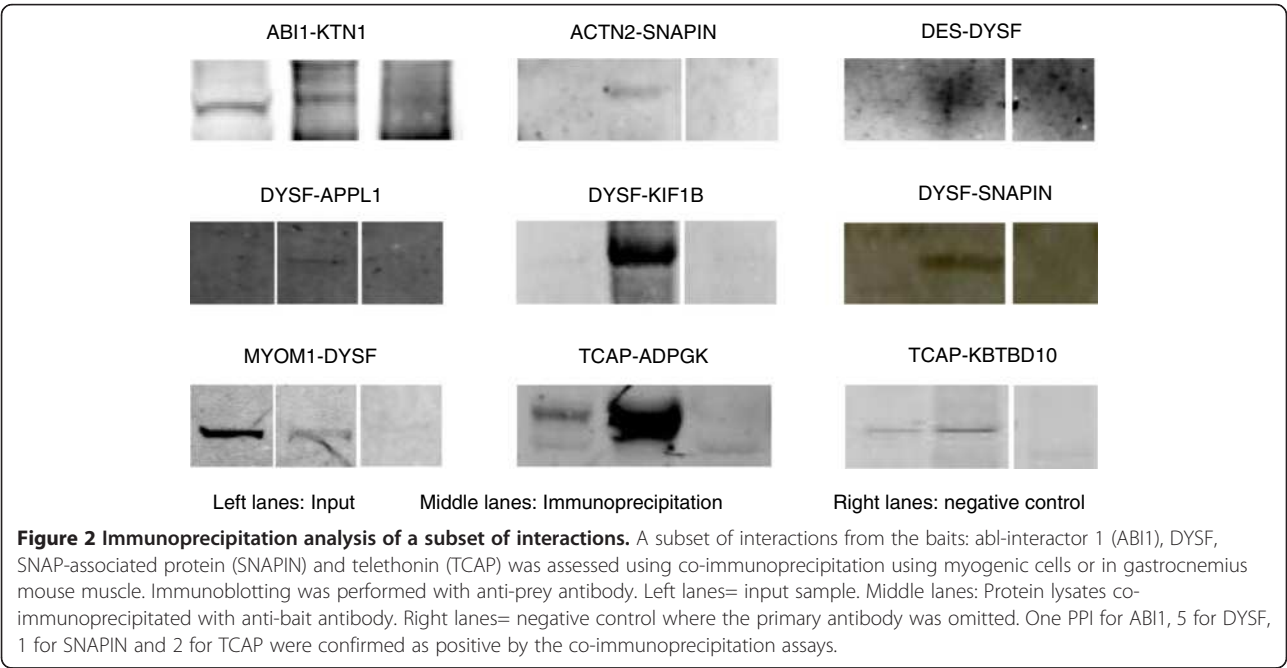 ABI1-KTN1 ACTN2-SNAPIN DES-DYSF
DYSF-APPL1 DYSF-KIF1B DYSF-SNAPIN
MYOM1-DYSF TCAP-ADPGK TCAP-KBTBD10
Left lanes: Input Middle lanes: Immunoprecipitation Right lanes: negative control
Figure 2 Immunoprecipitation analysis of a subset of interactions. A subset of interactions from the baits: abl-interactor 1 (ABI1), DYSF,
SNAP-associated protein (SNAPIN) and telethonin (TCAP) was assessed using co-immunoprecipitation using myogenic cells or in gastrocnemius
mouse muscle. Immunoblotting was performed with anti-prey antibody. Left lanes= input sample. Middle lanes: Protein lysates co-
immunoprecipitated with anti-bait antibody. Right lanes= negative control where the primary antibody was omitted. One PPI for ABI1, 5 for DYSF,
1 for SNAPIN and 2 for TCAP were confirmed as positive by the co-immunoprecipitation assays.